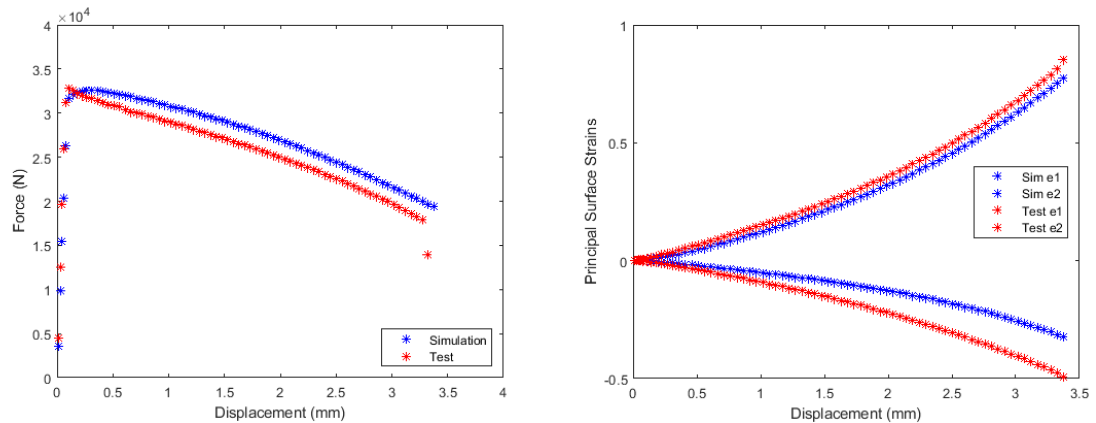 ×10⁴
4
3.5
3
2.5
2
1.5
1
0.5
0
Force (N)
0 0.5 1 1.5 2 2.5 3 3.5 4
Displacement (mm)
Simulation
Test
1
0.5
0
-0.5
Principal Surface Strains
0 0.5 1 1.5 2 2.5 3 3.5
Displacement (mm)
Sim e1
Sim e2
Test e1
Test e2